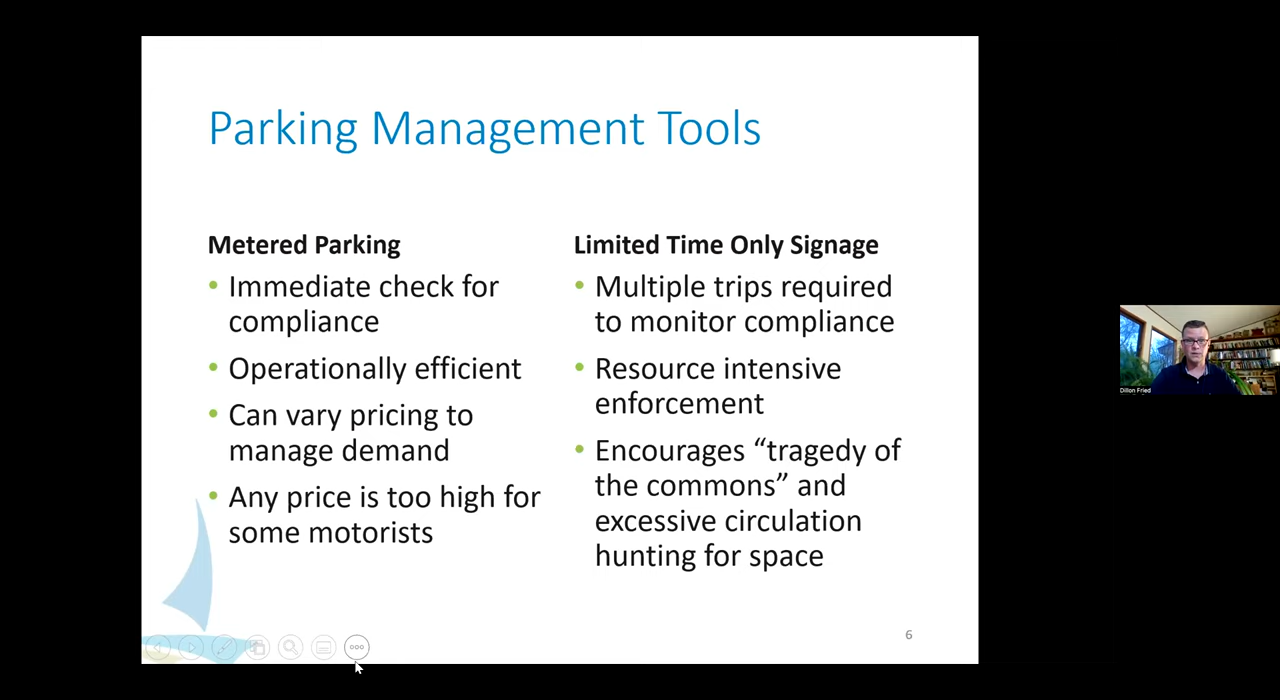 Parking Management Tools
Metered Parking
• Immediate check for
compliance
• Operationally efficient
• Can vary pricing to
manage demand
• Any price is too high for
some motorists
Limited Time Only Signage
• Multiple trips required
to monitor compliance
• Resource intensive
enforcement
• Encourages “tragedy of
the commons” and
excessive circulation
hunting for space
6
Dillon Fried